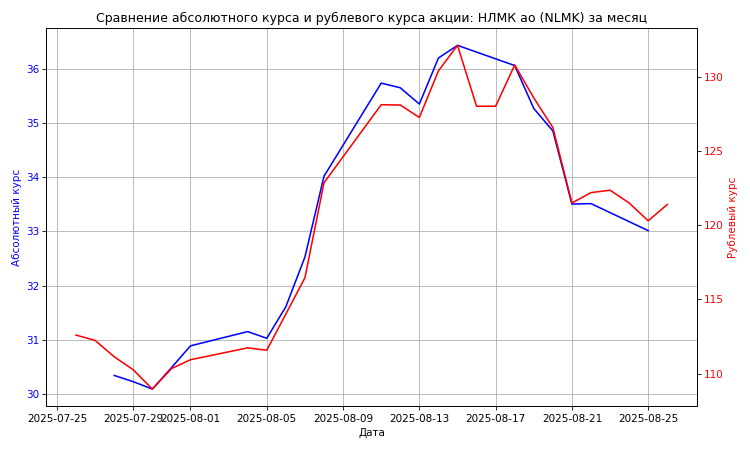 Сравнение абсолютного курса и рублевого курса акции: НЛМК ао (NLMK) за месяц
Абсолютный курс
36
35
34
33
32
31
30
130
125
120
115
110
Рублевый курс
2025-07-25 2025-07-29 2025-08-01 2025-08-05 2025-08-09 2025-08-13 2025-08-17 2025-08-21 2025-08-25
Дата